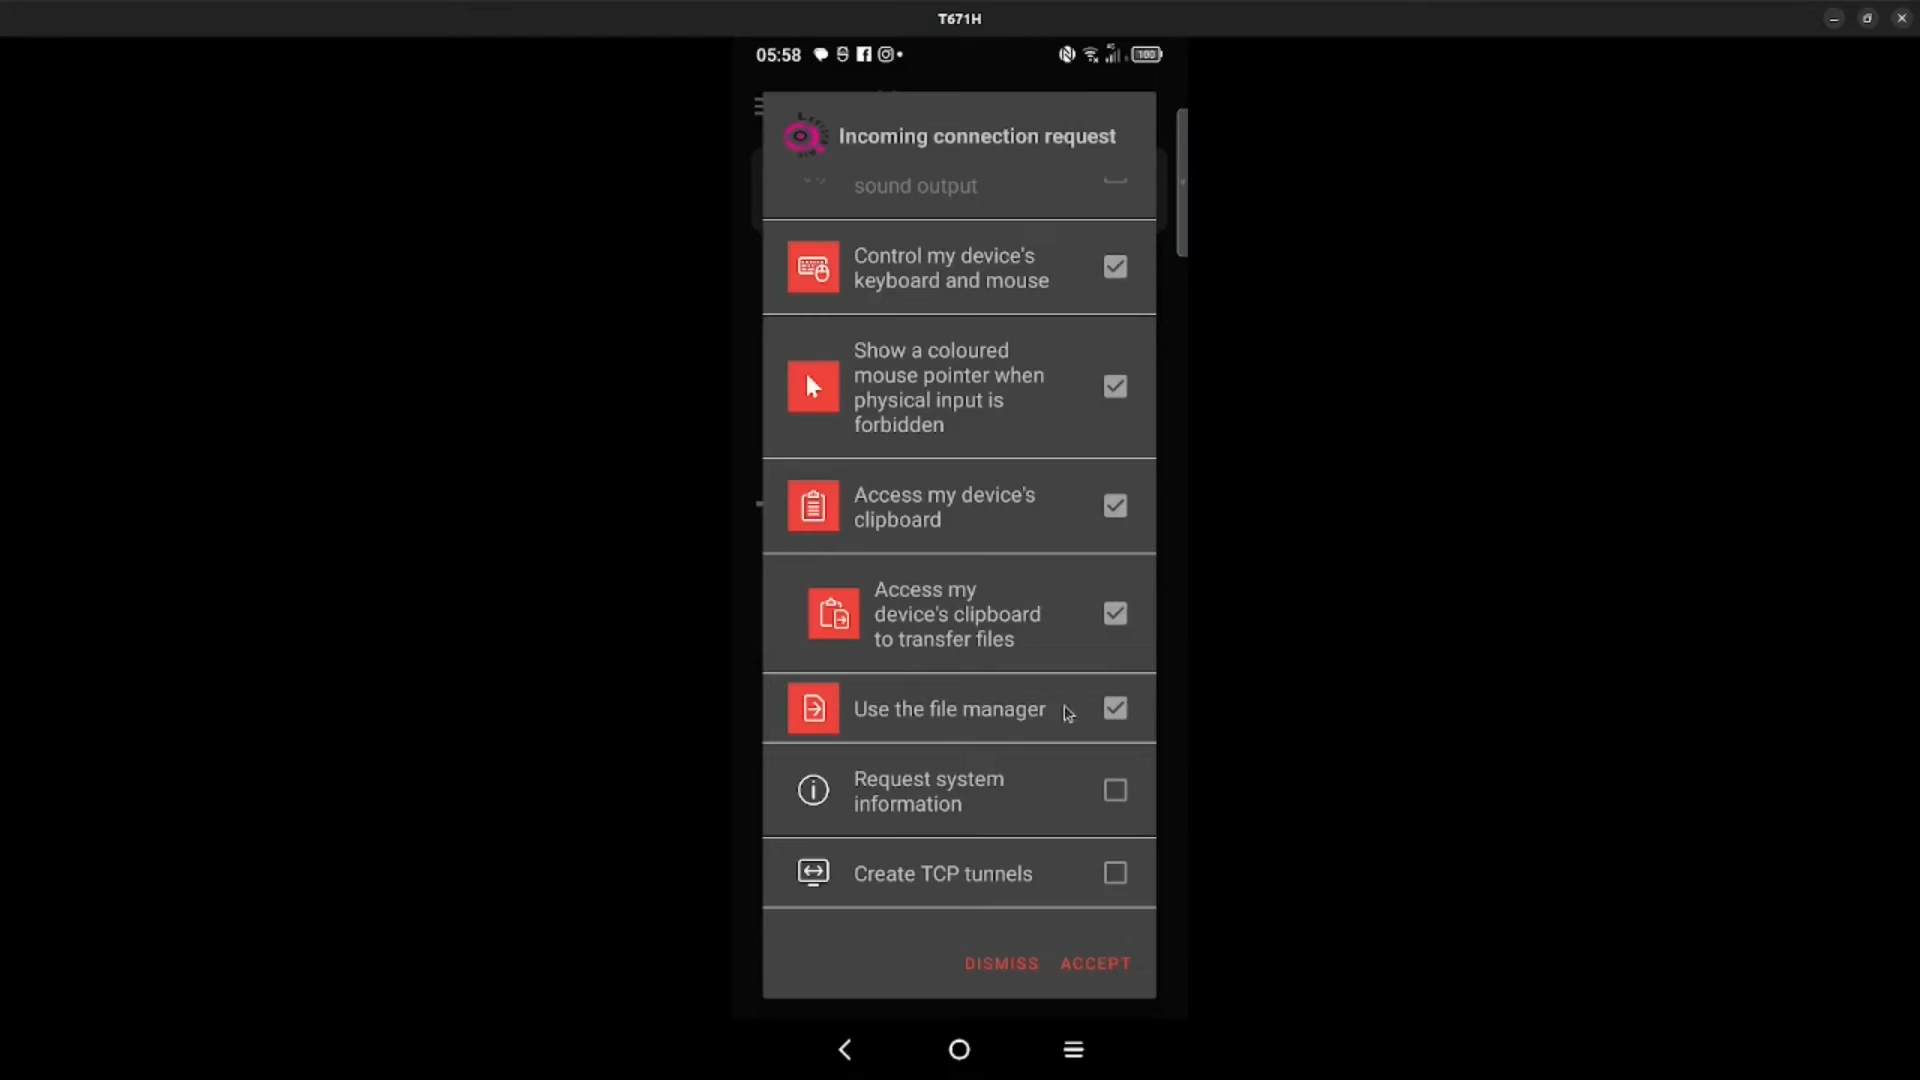 T671H
05:58
100
Incoming connection request
sound output
Control my device's
keyboard and mouse
Show a coloured
mouse pointer when
physical input is
forbidden
Access my device's
clipboard
Access my
device's clipboard
to transfer files
Use the file manager
Request system
information
Create TCP tunnels
DISMISS ACCEPT